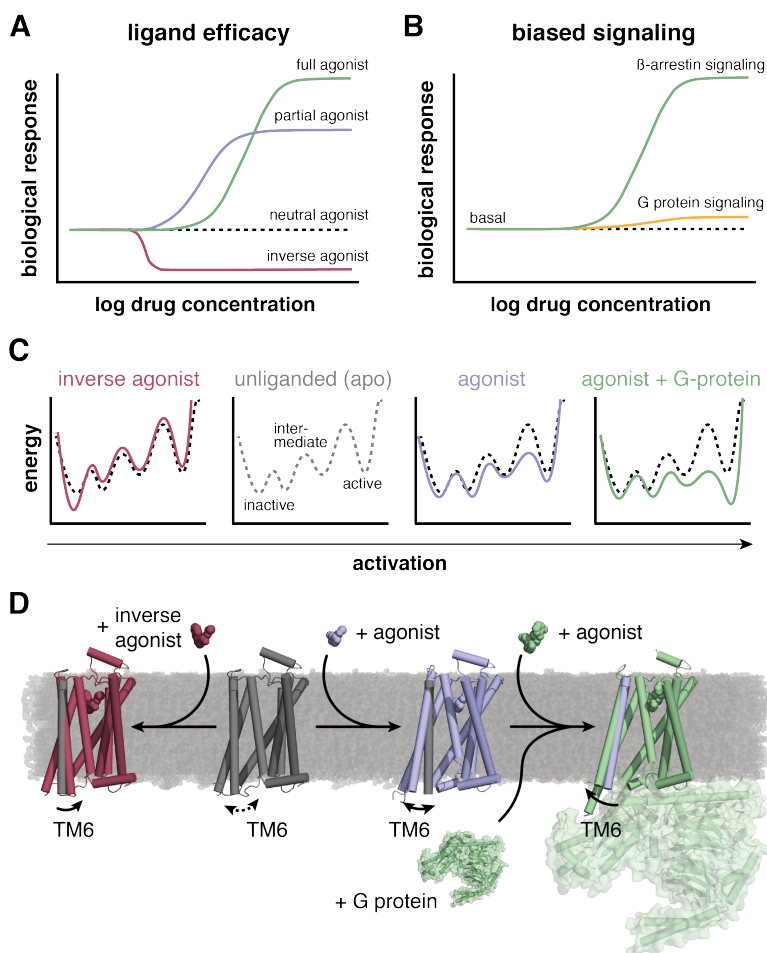 A
ligand efficacy
full agonist
partial agonist
neutral agonist
inverse agonist
biological response
log drug concentration
B
biased signaling
ß-arrestin signaling
G protein signaling
basal
biological response
log drug concentration
C
inverse agonist
unliganded (apo)
agonist
agonist + G-protein
energy
inter-
mediate
active
inactive
activation
D
+ inverse
agonist
+ agonist
+ agonist
TM6
TM6
TM6
TM6
+ G protein